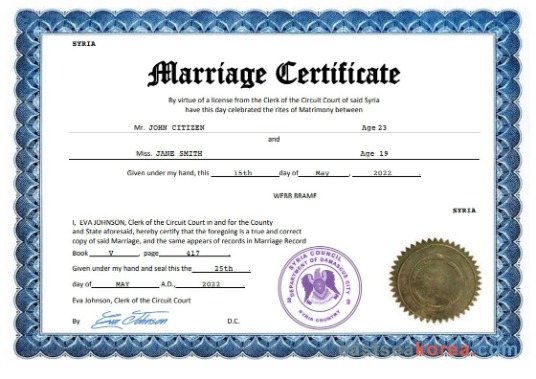 SYRIA
Marriage Certificate
By virtue of a license from the Clerk of the Circuit Court of said Syria
have this day celebrated the rites of Matrimony between
Mr. JOHN CITIZEN Age 23
and
Miss. JANE SMITH Age 19
Given under my hand, this 15th day of May , 2022 .
WEBB BRAME
SYRIA
I, EVA JOHNSON, Clerk of the Circuit Court in and for the County
and State aforesaid, hereby certify that the foregoing is a true and correct
copy of said Marriage, and the same appears of records in Marriage Record
Book V , page 417 .
Given under my hand and seal this the 25th .
day of MAY A.D., 2022 .
Eva Johnson, Clerk of the Circuit Court
By Eva Johnson D.C.
SYRIA COUNCIL
DEPARTMENT OF DAMASCUS CITY
SYRIA COUNTRY
korea.com